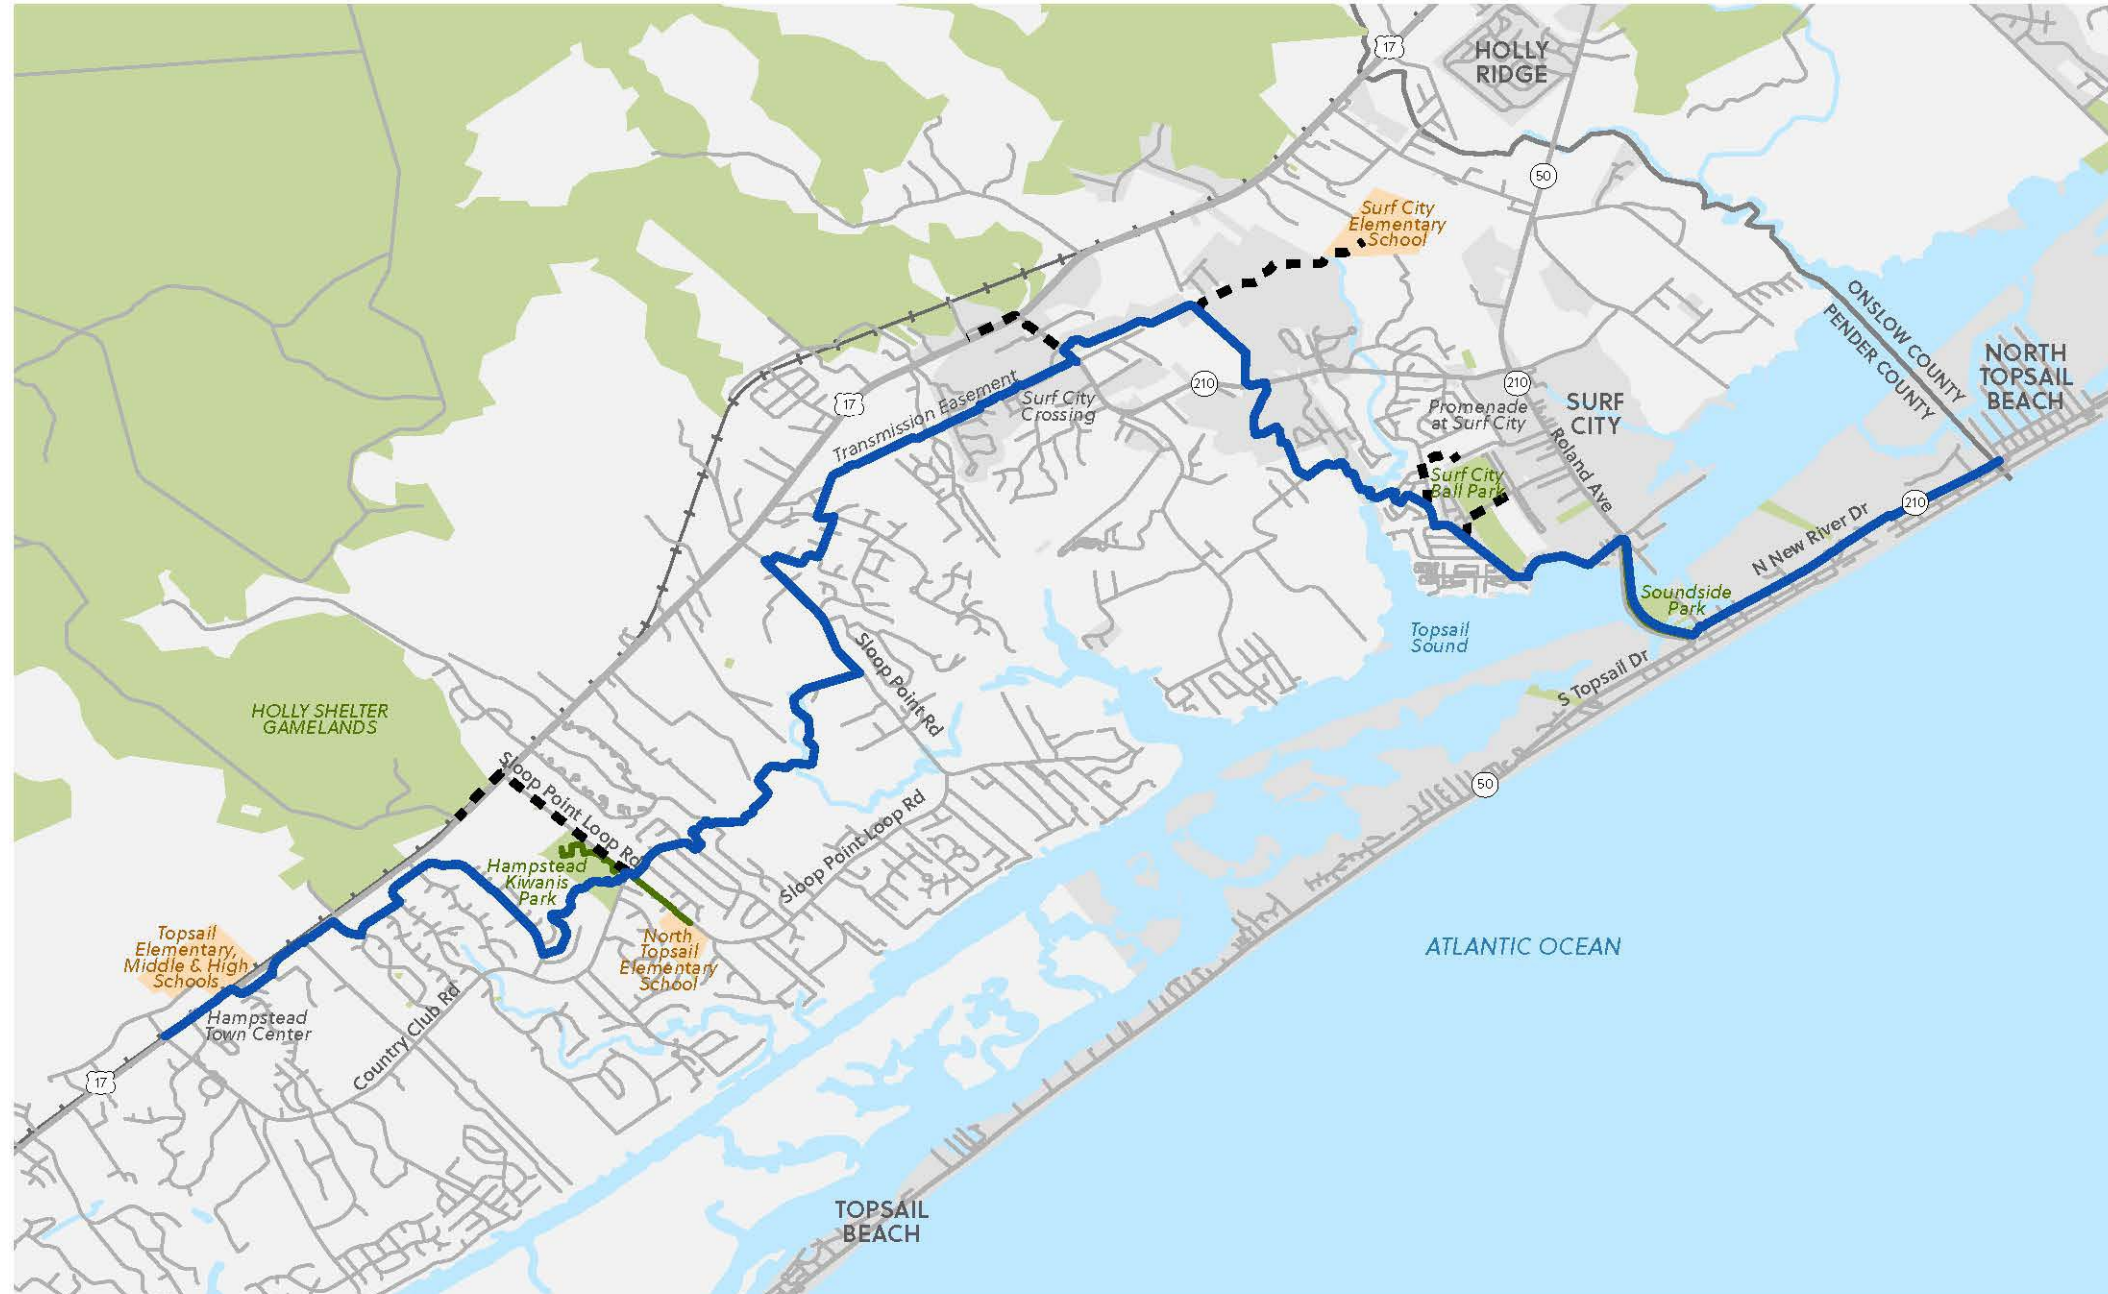 17
HOLLY
RIDGE
50
Surf City
Elementary
School
ONSLOW COUNTY
PENDER COUNTY
NORTH
TOPSAIL
BEACH
17
Transmission Easement
Surf City
Crossing
210
210
Promenade
at Surf City
SURF
CITY
Roland Ave
Surf City
Ball Park
210
N New River Dr
Soundside
Park
Topsail
Sound
S Topsail Dr
Sloop Point Rd
HOLLY SHELTER
GAMELANDS
50
Sloop Point Loop Rd
Sloop Point Loop Rd
Hampstead
Kiwanis
Park
North
Topsail
Elementary
School
ATLANTIC OCEAN
Topsail
Elementary,
Middle & High
Schools
Hampstead
Town Center
Country Club Rd
17
TOPSAIL
BEACH